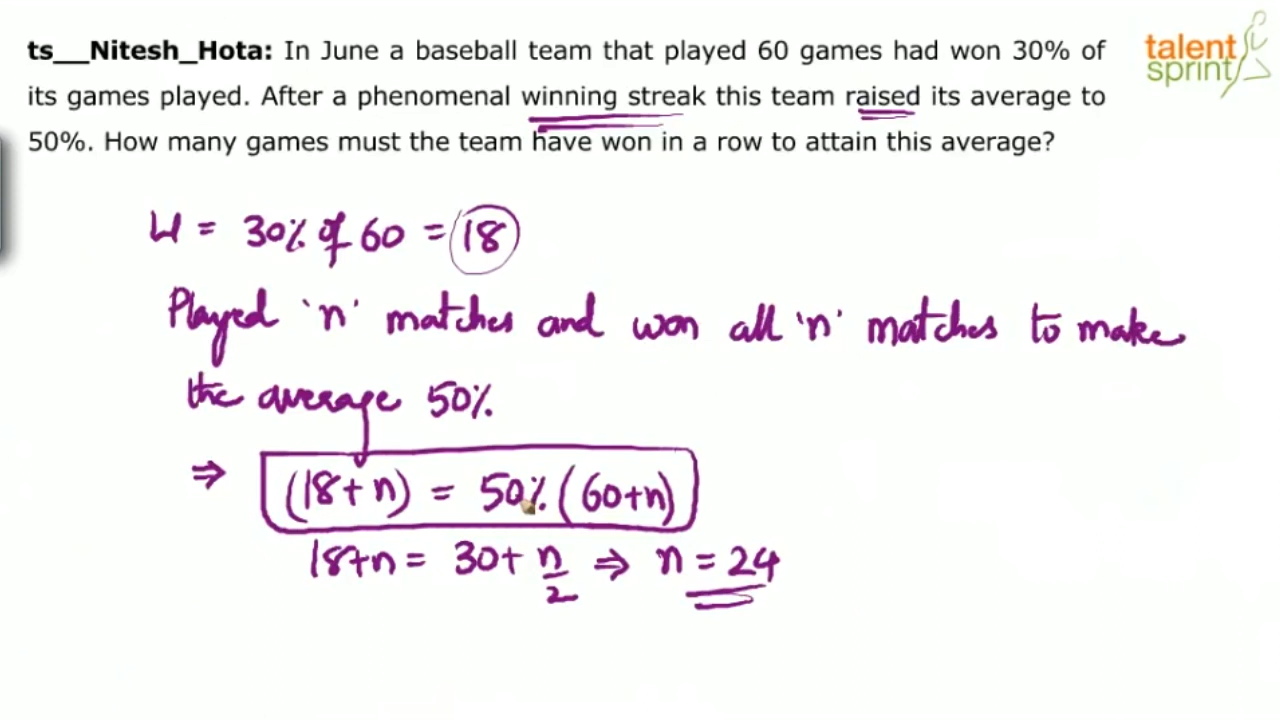 ts__Nitesh_Hota: In June a baseball team that played 60 games had won 30% of
its games played. After a phenomenal winning streak this team raised its average to
50%. How many games must the team have won in a row to attain this average?
talent
sprint
W = 30% of 60 = 18
Played 'n' matches and won all 'n' matches to make
the average 50%
⇒ (18+n) = 50% (60+n)
18+n = 30+ n/2 ⇒ n = 24